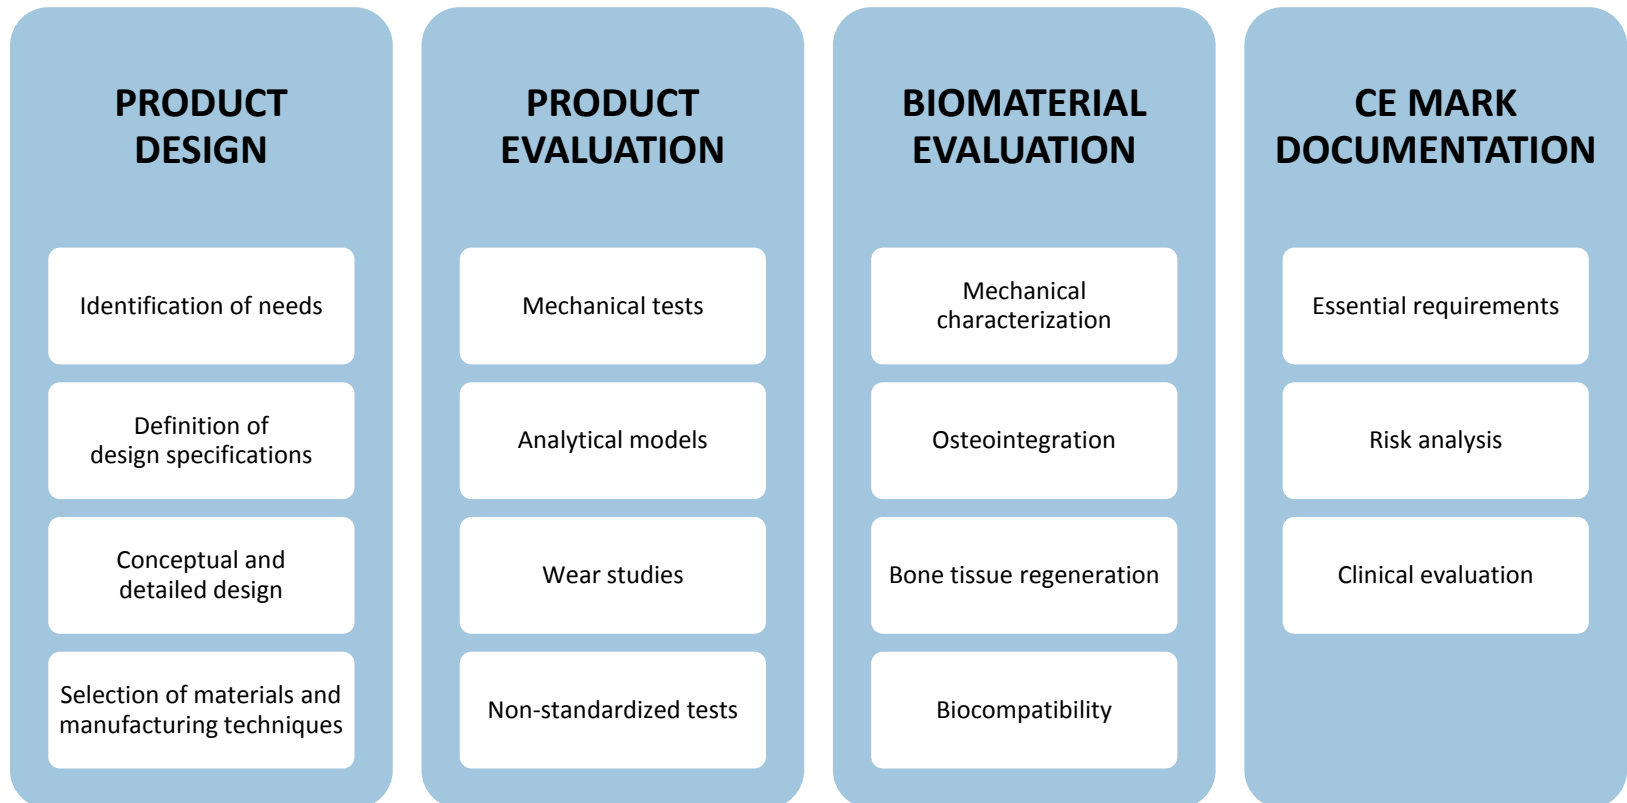 PRODUCT
DESIGN
Identification of needs
Definition of
design specifications
Conceptual and
detailed design
Selection of materials and
manufacturing techniques
PRODUCT
EVALUATION
Mechanical tests
Analytical models
Wear studies
Non-standardized tests
BIOMATERIAL
EVALUATION
Mechanical
characterization
Osteointegration
Bone tissue regeneration
Biocompatibility
CE MARK
DOCUMENTATION
Essential requirements
Risk analysis
Clinical evaluation